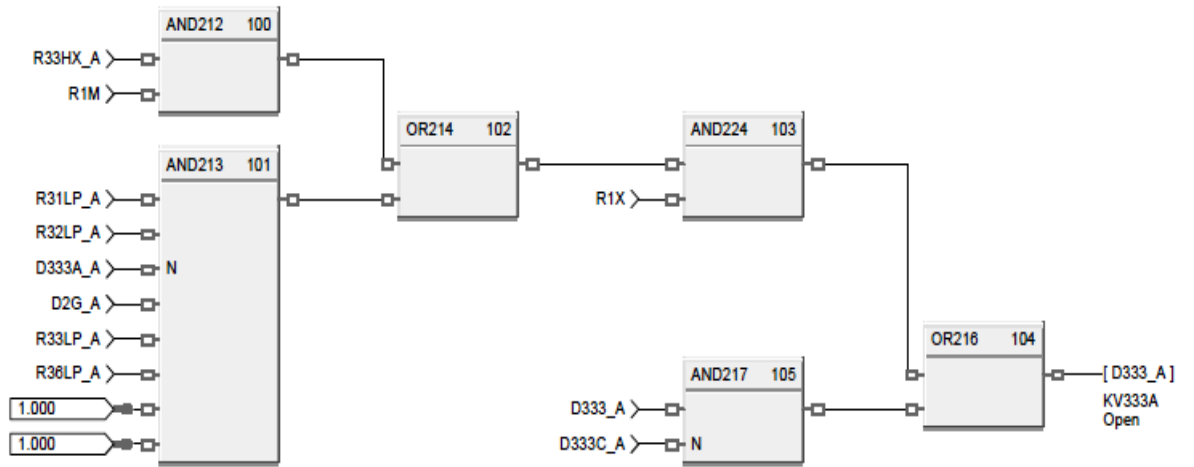 AND212 100
R33HX_A
R1M
OR214 102
AND224 103
AND213 101
R31LP_A
R1X
R32LP_A
D333A_A N
D2G_A
R33LP_A
OR216 104
R36LP_A
AND217 105
[ D333_A ]
1.000
D333_A
KV333A
Open
1.000
D333C_A N